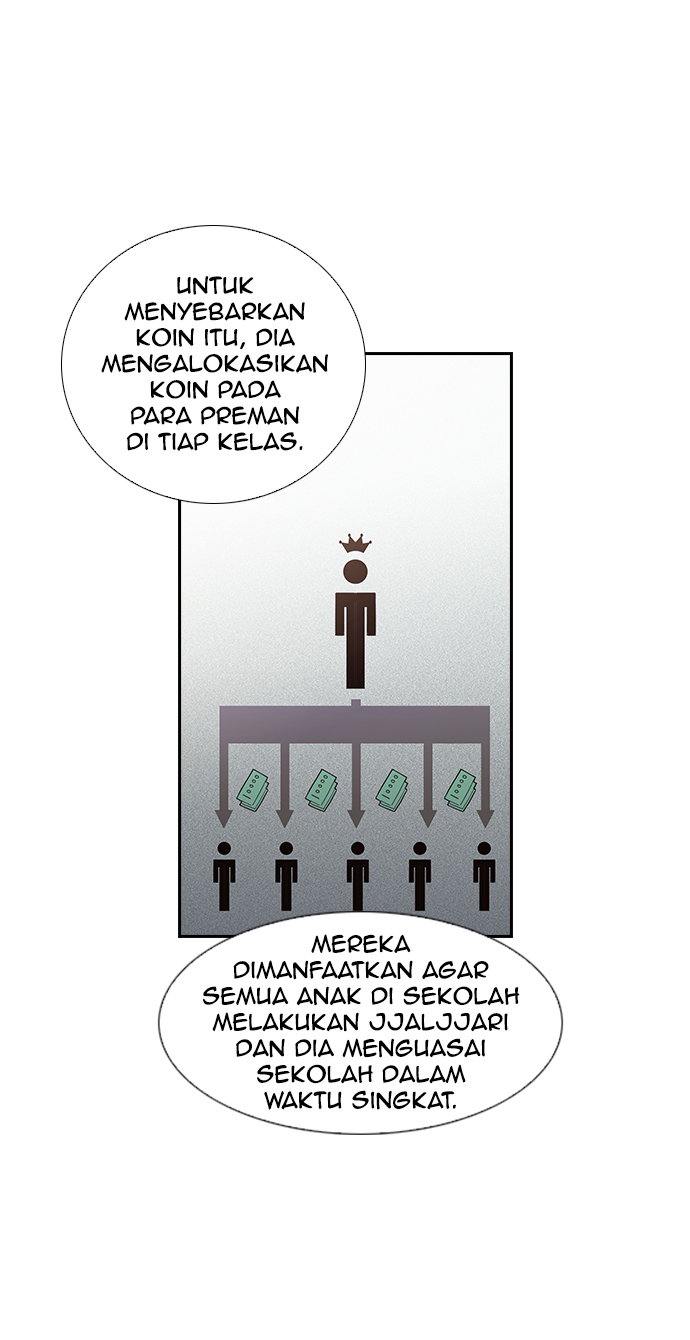 UNTUK
MENYEBARKAN
KOIN ITU, DIA
MENGALOKASIKAN
KOIN PADA
PARA PREMAN
DI TIAP KELAS.
MEREKA
DIMANFAATKAN AGAR
SEMUA ANAK DI SEKOLAH
MELAKUKAN JJALJJARI
DAN DIA MENGUASAI
SEKOLAH DALAM
WAKTU SINGKAT.